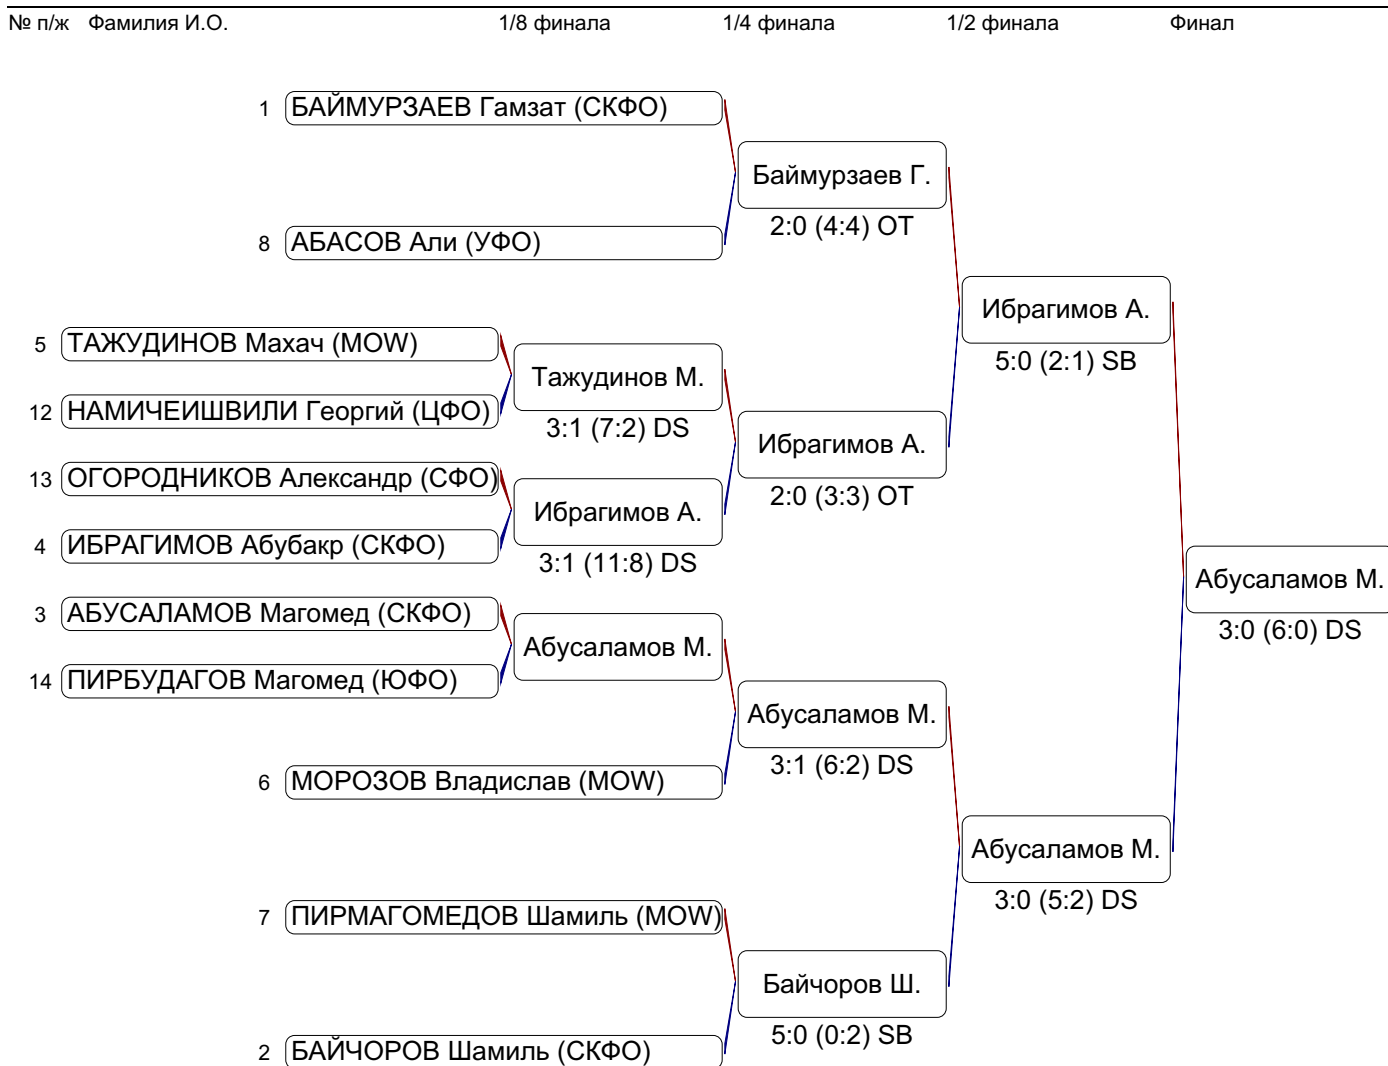 № п/ж Фамилия И.О. 1/8 финала 1/4 финала 1/2 финала Финал
1 БАЙМУРЗАЕВ Гамзат (СКФО)
Баймурзаев Г.
2:0 (4:4) OT
8 АБАСОВ Али (УФО)
Ибрагимов А.
5:0 (2:1) SB
5 ТАЖУДИНОВ Махач (MOW)
Тажудинов М.
3:1 (7:2) DS
12 НАМИЧЕИШВИЛИ Георгий (ЦФО)
Ибрагимов А.
2:0 (3:3) OT
13 ОГОРОДНИКОВ Александр (СФО)
Ибрагимов А.
3:1 (11:8) DS
4 ИБРАГИМОВ Абубакр (СКФО)
Абусаламов М.
3:0 (6:0) DS
3 АБУСАЛАМОВ Магомед (СКФО)
Абусаламов М.
14 ПИРБУДАГОВ Магомед (ЮФО)
Абусаламов М.
3:1 (6:2) DS
6 МОРОЗОВ Владислав (MOW)
Абусаламов М.
3:0 (5:2) DS
7 ПИРМАГОМЕДОВ Шамиль (MOW)
Байчоров Ш.
5:0 (0:2) SB
2 БАЙЧОРОВ Шамиль (СКФО)